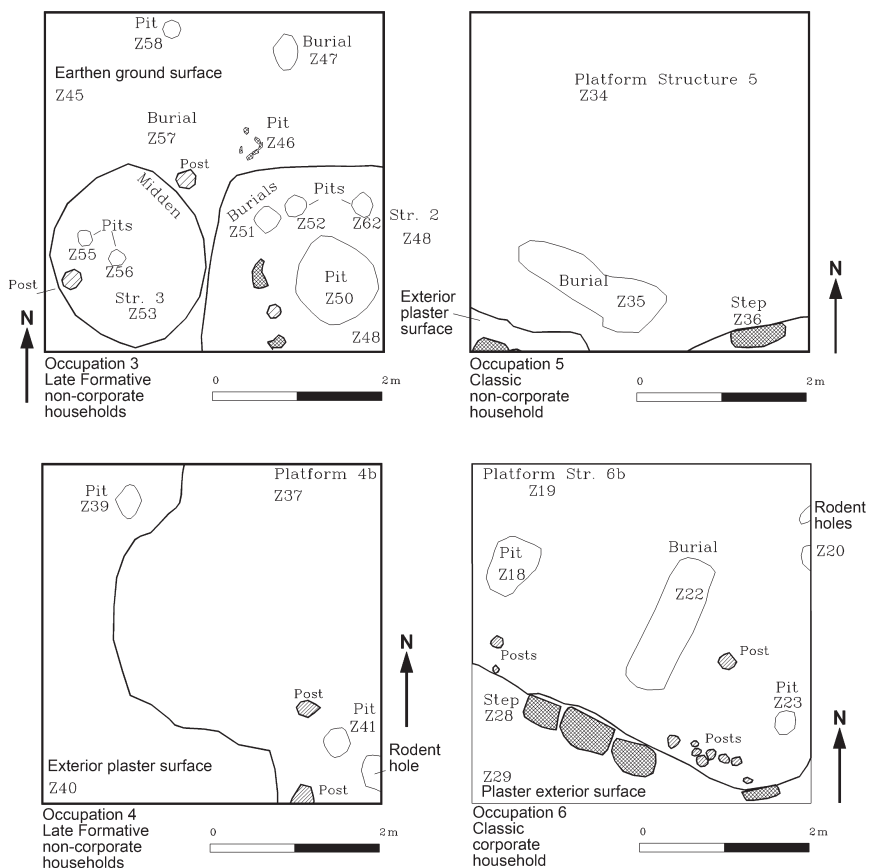 Pit
Z58
Burial
Z47
Earthen ground surface
Z45
Burial
Z57
Pit
Z46
Post
Midden
Burials
Z51
Pits
Z52
Z62
Str. 2
Z48
Pits
Z55
Z56
Post
Str. 3
Z53
Pit
Z50
Z48
N
Occupation 3
Late Formative
non-corporate
households
0 2m
Platform Structure 5
Z34
Burial
Z35
Exterior
plaster
surface
Step
Z36
N
Occupation 5
Classic
non-corporate
household
0 2m
Platform 4b
Z37
Pit
Z39
N
Post
Pit
Z41
Rodent
hole
Exterior plaster surface
Z40
Post
Occupation 4
Late Formative
non-corporate
households
0 2m
Platform Str. 6b
Z19
Rodent
holes
Z20
Pit
Z18
Burial
Z22
Posts
Post
Step
Z28
Pit
Z23
Posts
N
Z29
Plaster exterior surface
Occupation 6
Classic
corporate
household
0 2m